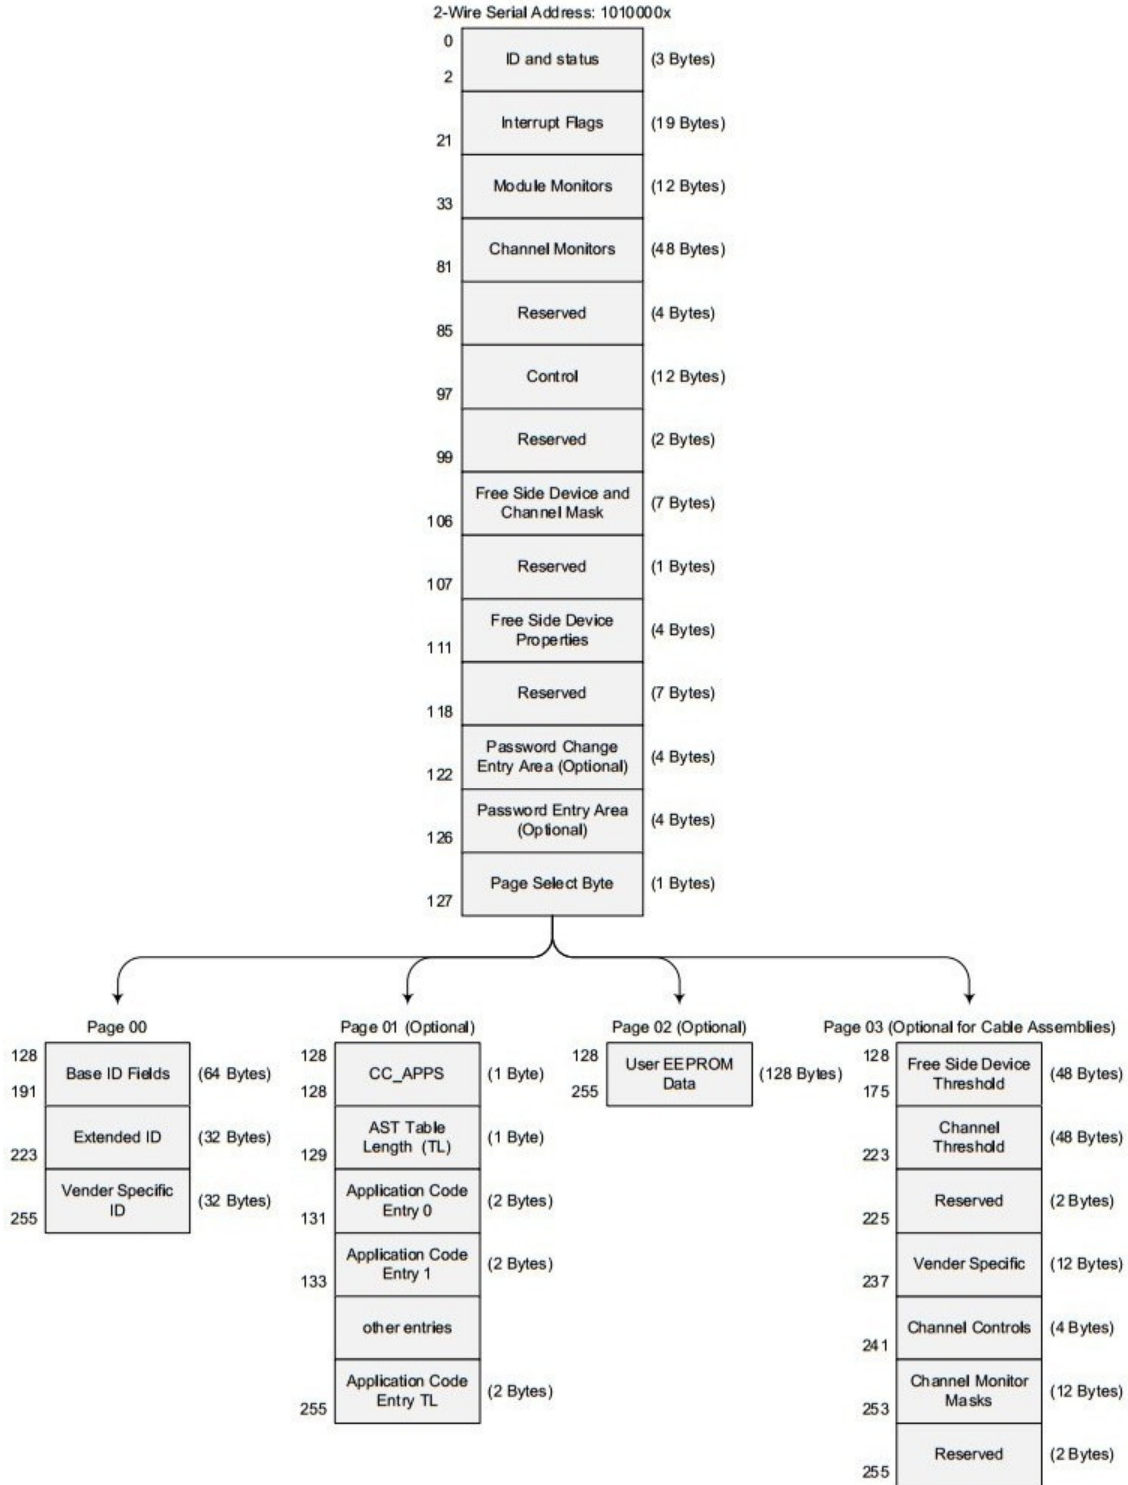 2-Wire Serial Address: 1010000x
0
ID and status
(3 Bytes)
2
Interrupt Flags
(19 Bytes)
21
Module Monitors
(12 Bytes)
33
Channel Monitors
(48 Bytes)
81
Reserved
(4 Bytes)
85
Control
(12 Bytes)
97
Reserved
(2 Bytes)
99
Free Side Device and
Channel Mask
(7 Bytes)
106
Reserved
(1 Bytes)
107
Free Side Device
Properties
(4 Bytes)
111
Reserved
(7 Bytes)
118
Password Change
Entry Area (Optional)
(4 Bytes)
122
Password Entry Area
(Optional)
(4 Bytes)
126
Page Select Byte
(1 Bytes)
127
Page 00
128
Base ID Fields
(64 Bytes)
191
Extended ID
(32 Bytes)
223
Vender Specific
ID
(32 Bytes)
255
Page 01 (Optional)
128
CC_APPS
(1 Byte)
128
AST Table
Length (TL)
(1 Byte)
129
Application Code
Entry 0
(2 Bytes)
131
Application Code
Entry 1
(2 Bytes)
133
other entries
Application Code
Entry TL
(2 Bytes)
255
Page 02 (Optional)
128
User EEPROM
Data
(128 Bytes)
255
Page 03 (Optional for Cable Assemblies)
128
Free Side Device
Threshold
(48 Bytes)
175
Channel
Threshold
(48 Bytes)
223
Reserved
(2 Bytes)
225
Vender Specific
(12 Bytes)
237
Channel Controls
(4 Bytes)
241
Channel Monitor
Masks
(12 Bytes)
253
Reserved
(2 Bytes)
255